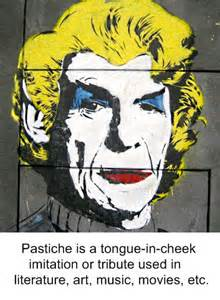 Pastiche is a tongue-in-cheek
imitation or tribute used in
literature, art, music, movies, etc.